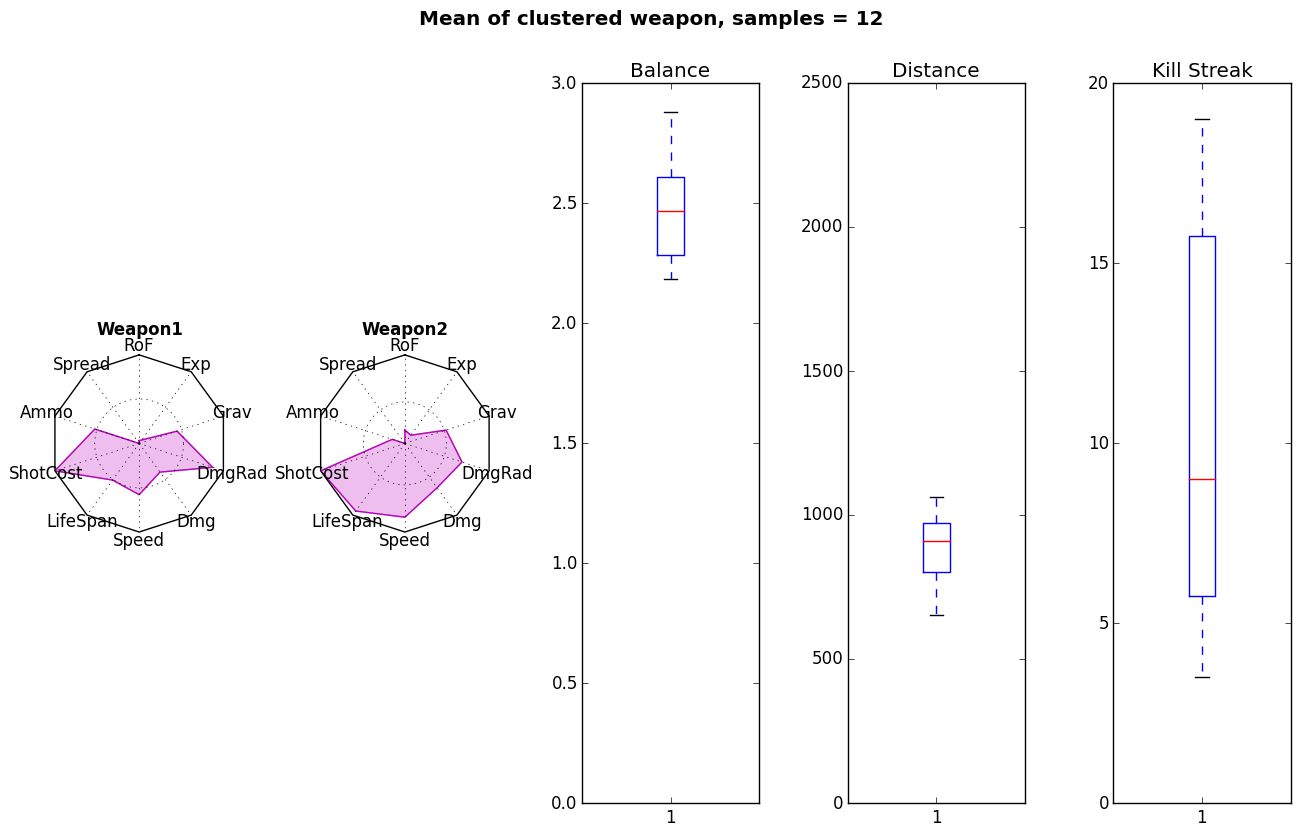 Mean of clustered weapon, samples = 12
Weapon1
RoF
Spread
Exp
Ammo
Grav
ShotCost
DmgRad
LifeSpan
Dmg
Speed
Weapon2
RoF
Spread
Exp
Ammo
Grav
ShotCost
DmgRad
LifeSpan
Dmg
Speed
Balance
3.0
2.5
2.0
1.5
1.0
0.5
0.0
1
Distance
2500
2000
1500
1000
500
0
1
Kill Streak
20
15
10
5
0
1